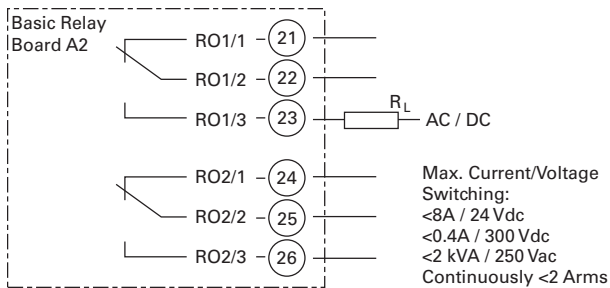 Basic Relay
Board A2
RO1/1 21
RO1/2 22
RO1/3 23
R L
AC / DC
RO2/1 24
RO2/2 25
RO2/3 26
Max. Current/Voltage
Switching:
<8A / 24 Vdc
<0.4A / 300 Vdc
<2 kVA / 250 Vac
Continuously <2 Arms